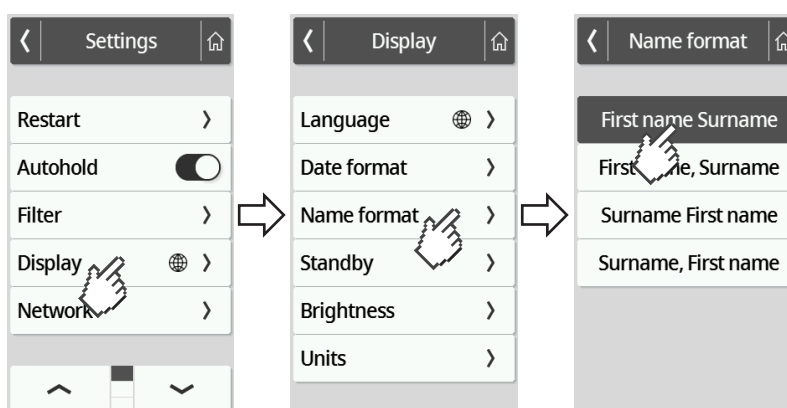 Settings
Restart
Autohold
Filter
Display
Network
Display
Language
Date format
Name format
Standby
Brightness
Units
Name format
First name Surname
First name, Surname
Surname First name
Surname, First name